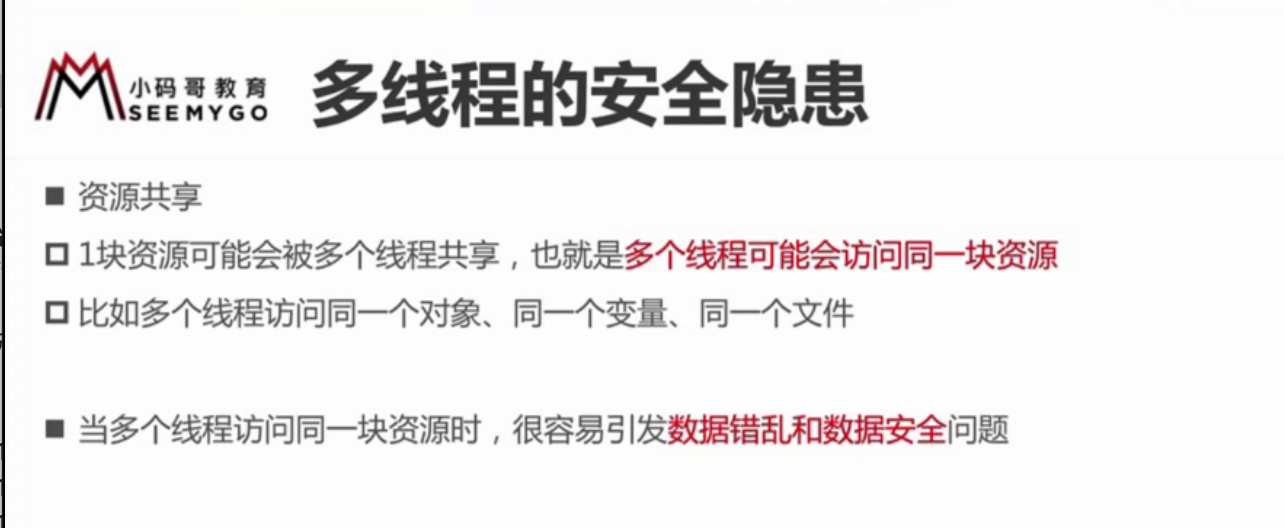 小码哥教育
SEEMYGO
多线程的安全隐患
资源共享
1块资源可能会被多个线程共享，也就是多个线程可能会访问同一块资源
比如多个线程访问同一个对象、同一个变量、同一个文件
当多个线程访问同一块资源时，很容易引发数据错乱和数据安全问题